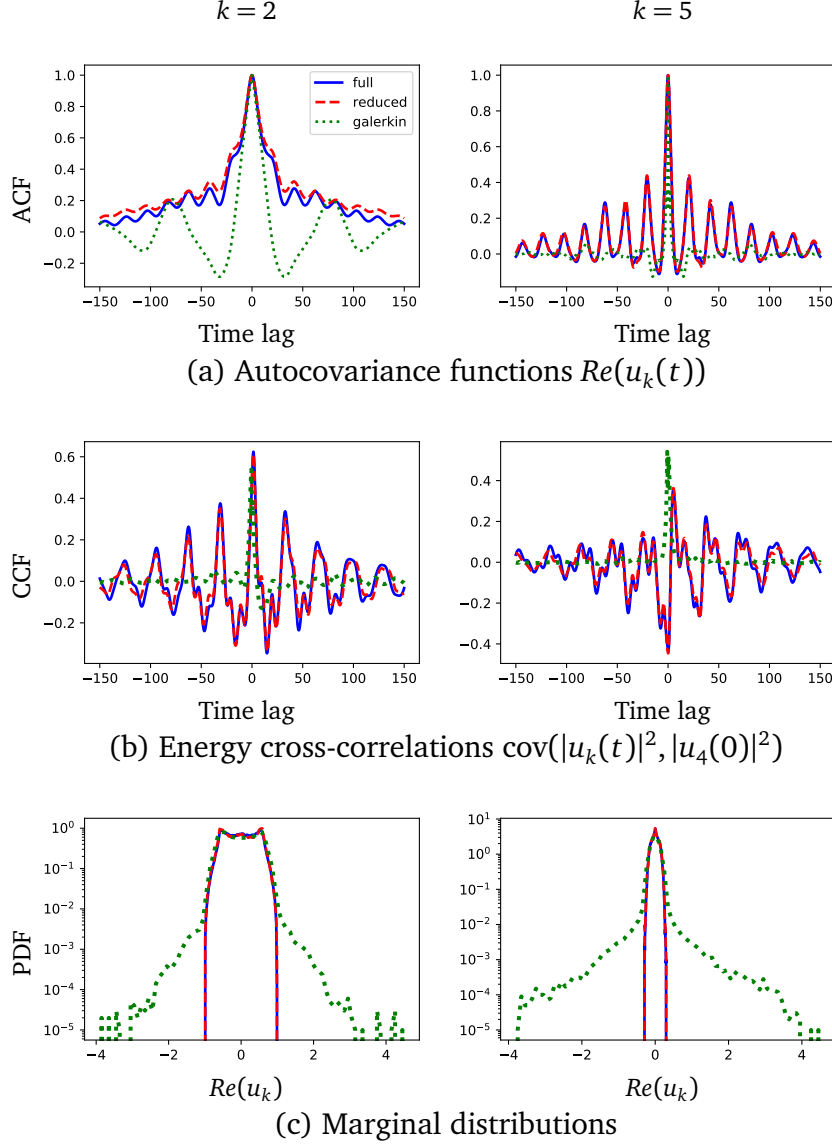 k = 2 k = 5
1.0 1.0
full
0.8 reduced 0.8
galerkin
0.6 0.6
0.4 0.4
0.2 0.2
0.0 0.0
−0.2
ACF
−150 −100 −50 0 50 100 150 −150 −100 −50 0 50 100 150
Time lag Time lag
(a) Autocovariance functions Re(u_k(t))
0.6
0.4 0.4
0.2 0.2
0.0 0.0
−0.2 −0.2
−0.4
CCF
−150 −100 −50 0 50 100 150 −150 −100 −50 0 50 100 150
Time lag Time lag
(b) Energy cross-correlations cov(|u_k(t)|², |u_4(0)|²)
10¹
10⁰ 10⁰
10⁻¹ 10⁻¹
10⁻² 10⁻²
10⁻³ 10⁻³
10⁻⁴ 10⁻⁴
10⁻⁵ 10⁻⁵
PDF
−4 −2 0 2 4 −4 −2 0 2 4
Re(u_k) Re(u_k)
(c) Marginal distributions